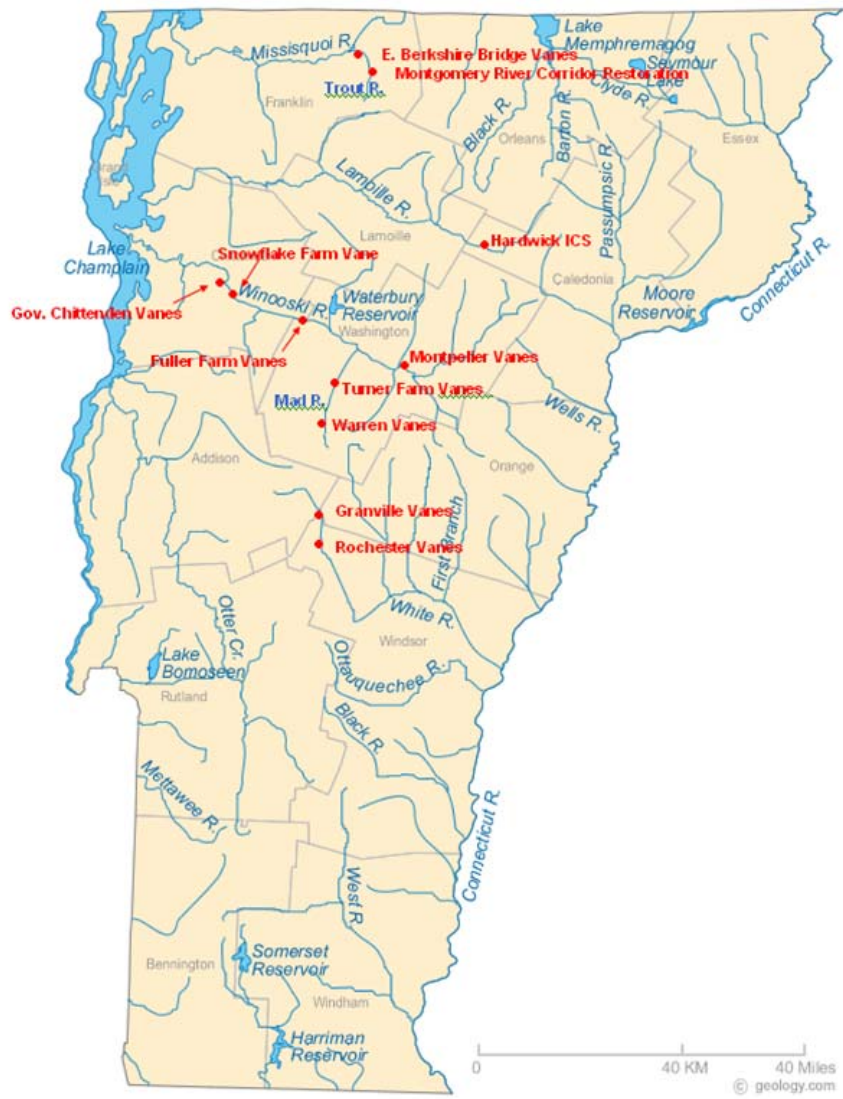 Missisquoi R.
E. Berkshire Bridge Vanes
Montgomery River Corridor Restoration
Trout R.
Franklin
Lake
Memphremagog
Seymour
Lake
Clyde R.
Black R.
Orleans
Barton R.
Essex
Passumpsic R.
Lamoille
Hardwick ICS
Caledonia
Lake
Champlain
Snowflake Farm Vane
Gov. Chittenden Vanes
Winooski R.
Waterbury
Reservoir
Washington
Moore
Reservoir
Connecticut R.
Fuller Farm Vanes
Montpelier Vanes
Turner Farm Vanes
Mad R.
Warren Vanes
Wells R.
Addison
Orange
Granville Vanes
Rochester Vanes
First Branch
White R.
Windsor
Otter Cr.
Lake
Bomoseen
Rutland
Ottauquechee R.
Black R.
Mettawee R.
Connecticut R.
West R.
Somerset
Reservoir
Bennington
Windham
Harriman
Reservoir
0 40 KM 40 Miles
© geology.com